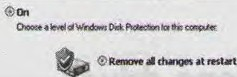 On
Choose a level of Windows Disk Protection for this computer.
Remove all changes at restart